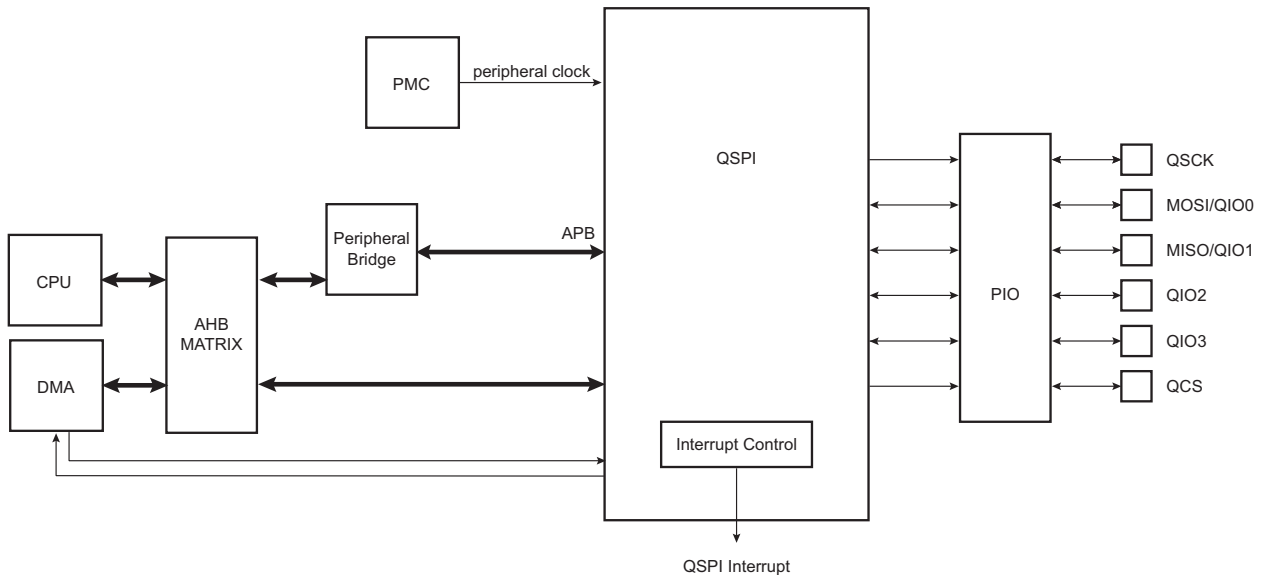 PMC
peripheral clock
QSPI
QSCK
MOSI/QIO0
MISO/QIO1
QIO2
QIO3
QCS
PIO
Peripheral
Bridge
APB
CPU
AHB
MATRIX
DMA
Interrupt Control
QSPI Interrupt